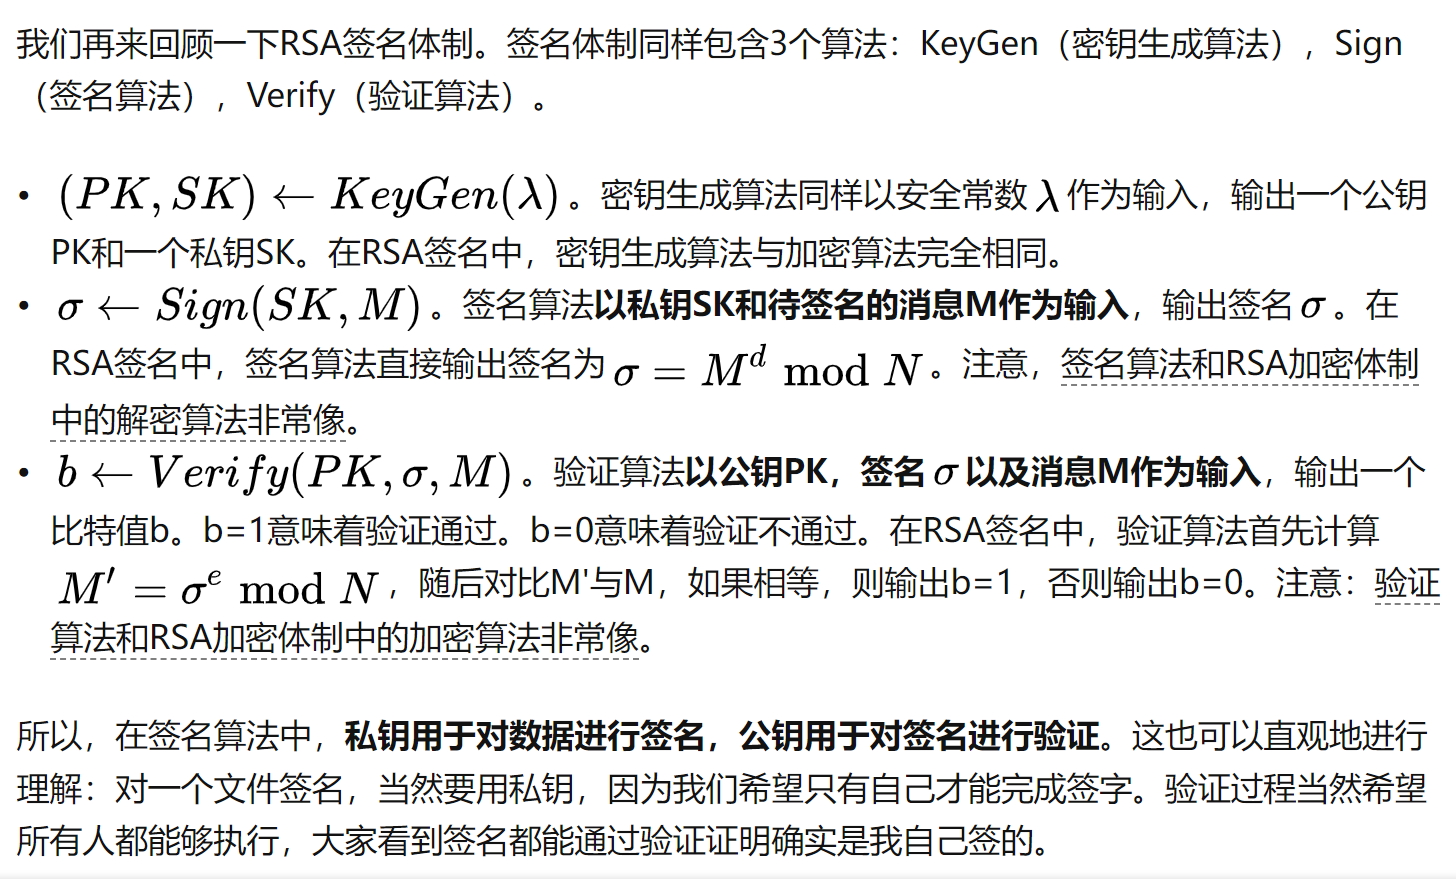 我们再来回顾一下RSA签名体制。签名体制同样包含3个算法：KeyGen（密钥生成算法），Sign
（签名算法），Verify（验证算法）。
• (PK, SK) ← KeyGen(λ) 。密钥生成算法同样以安全常数 λ 作为输入，输出一个公钥
PK和一个私钥SK。在RSA签名中，密钥生成算法与加密算法完全相同。
• σ ← Sign(SK, M) 。签名算法以私钥SK和待签名的消息M作为输入，输出签名 σ 。在
RSA签名中，签名算法直接输出签名为 σ = M^d mod N 。注意，签名算法和RSA加密体制
中的解密算法非常像。
• b ← Verify(PK, σ, M) 。验证算法以公钥PK，签名 σ 以及消息M作为输入，输出一个
比特值b。b=1意味着验证通过。b=0意味着验证不通过。在RSA签名中，验证算法首先计算
M′ = σ^e mod N ，随后对比M'与M，如果相等，则输出b=1，否则输出b=0。注意：验证
算法和RSA加密体制中的加密算法非常像。
所以，在签名算法中，私钥用于对数据进行签名，公钥用于对签名进行验证。这也可以直观地进行
理解：对一个文件签名，当然要用私钥，因为我们希望只有自己才能完成签字。验证过程当然希望
所有人都能够执行，大家看到签名都能通过验证证明确实是我自己签的。